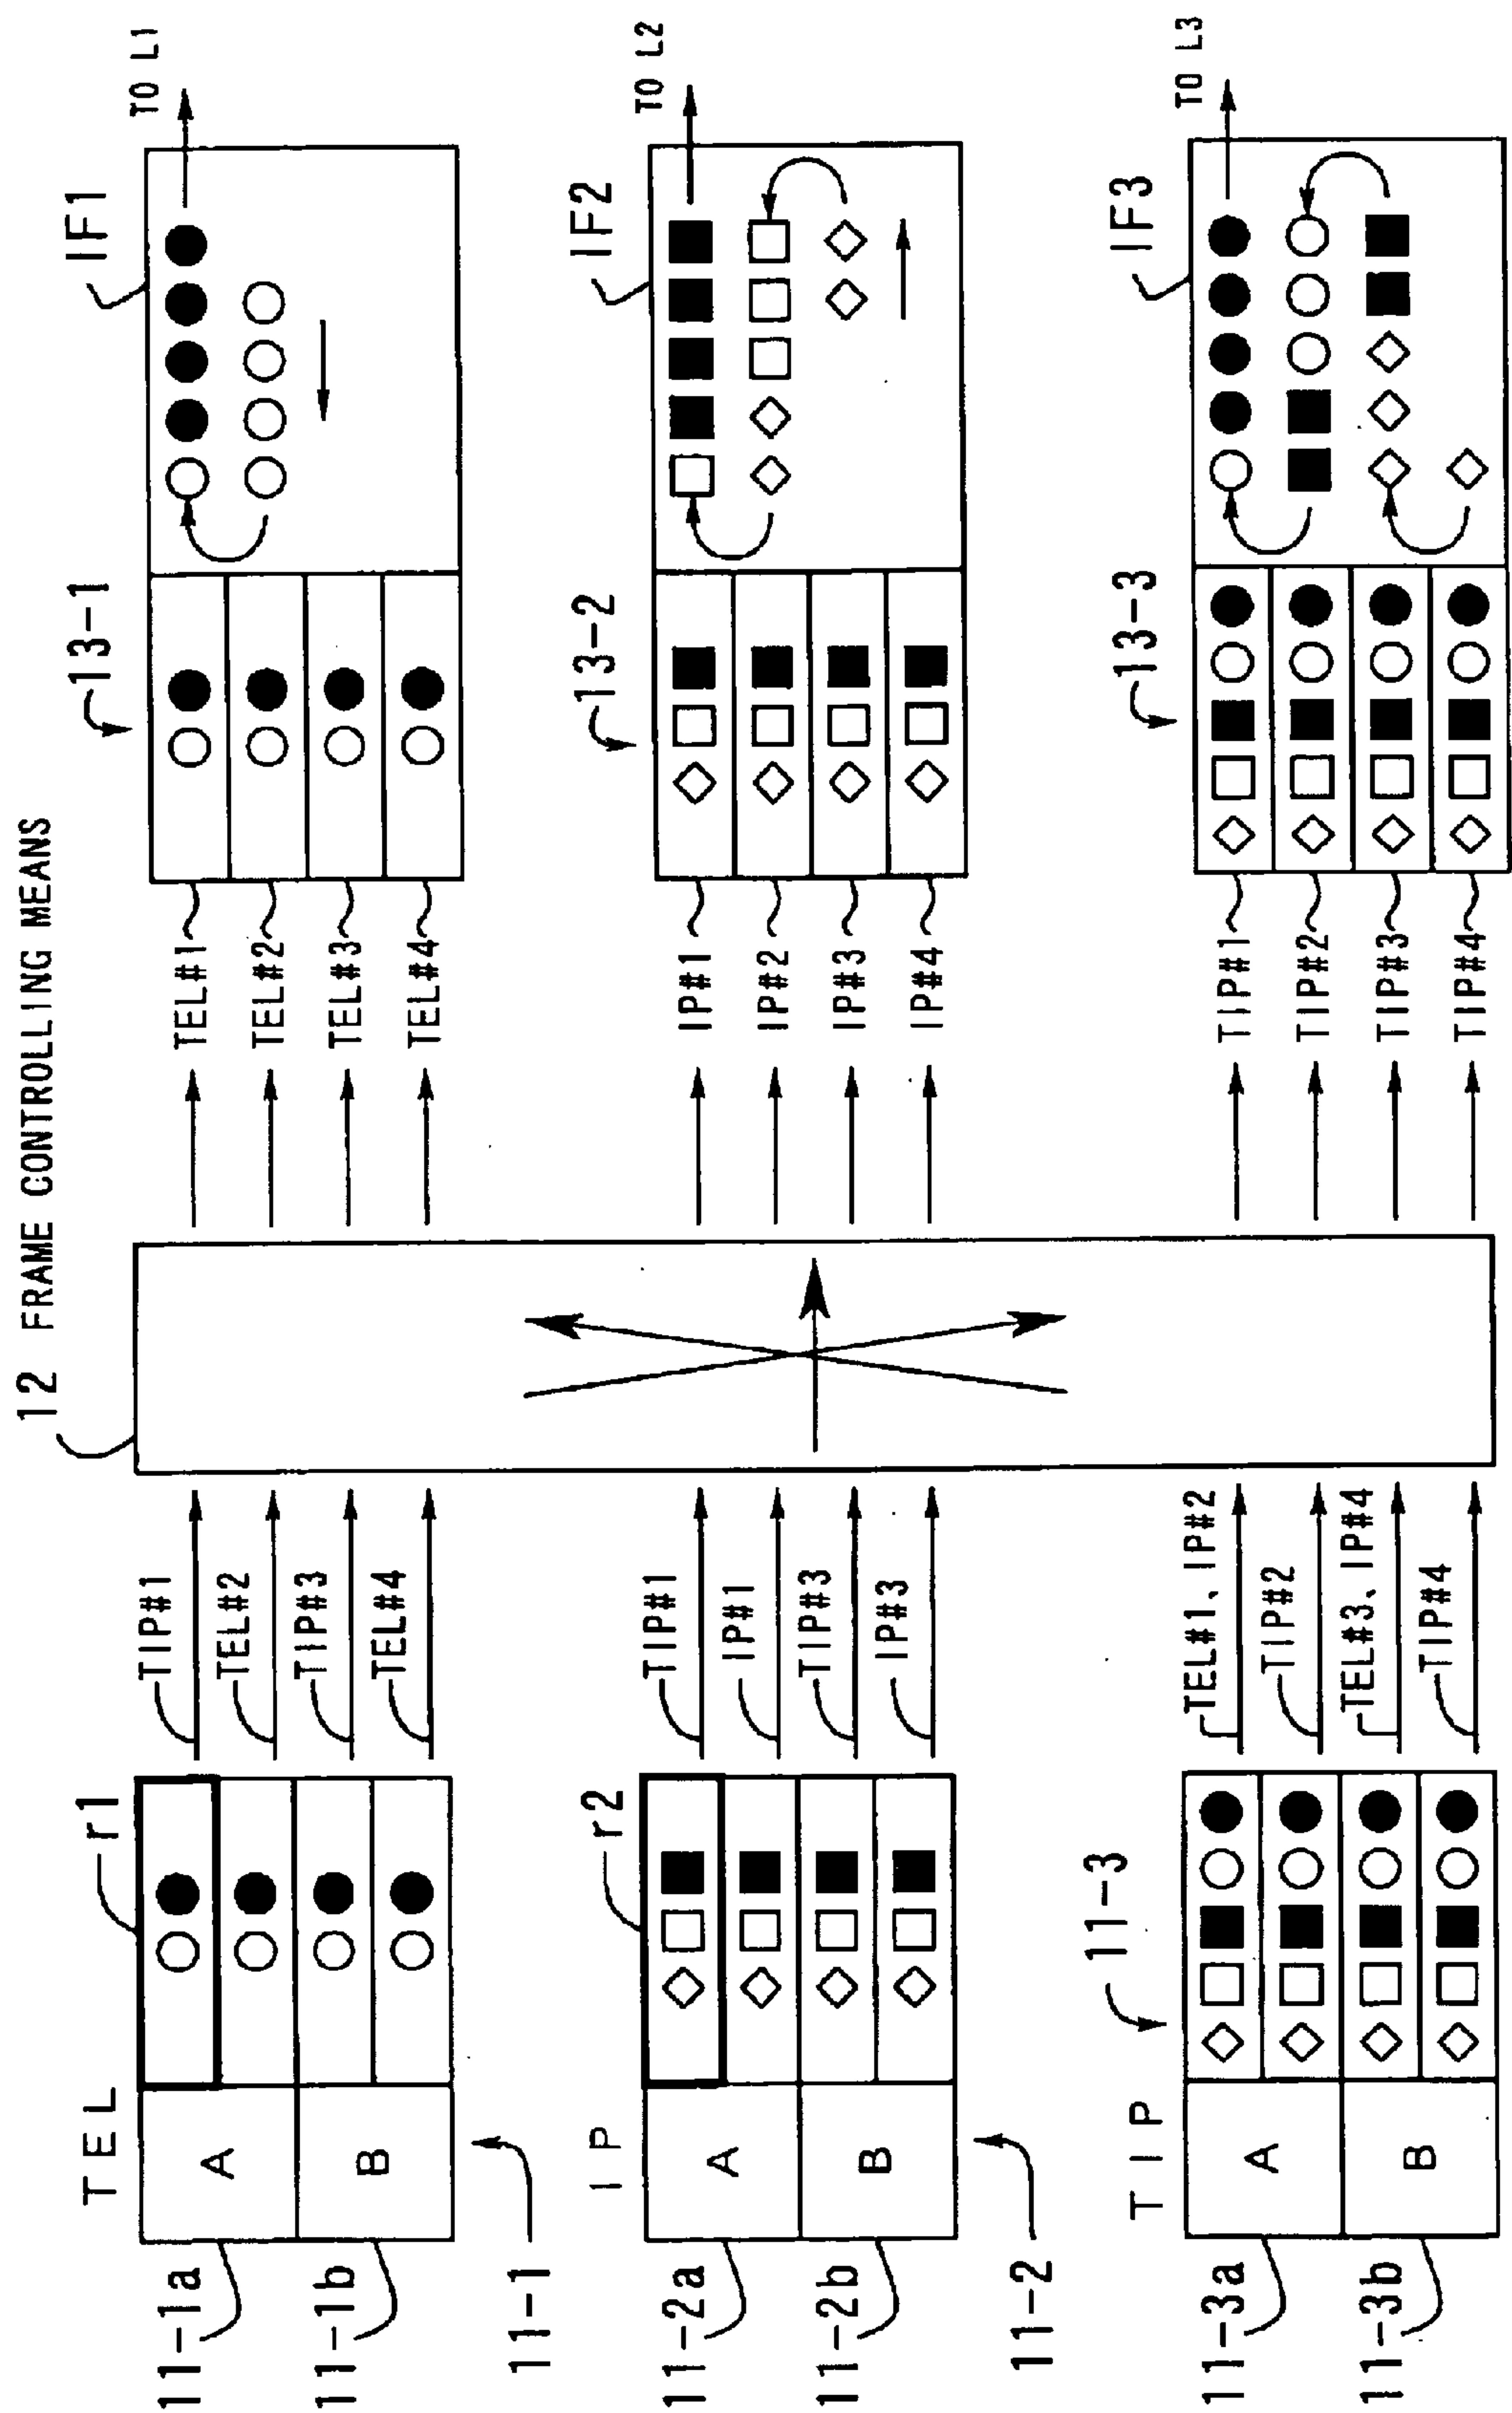 12 FRAME CONTROLLING MEANS
TEL
r1
11-1a
A
11-1b
B
11-1
TIP#1
TEL#2
TIP#3
TEL#4
TEL#1
TEL#2
TEL#3
TEL#4
13-1
IF1
TO L1
IP
r2
11-2a
A
11-2b
B
11-2
TIP#1
IP#1
TIP#3
IP#3
IP#1
IP#2
IP#3
IP#4
13-2
IF2
TO L2
TIP
11-3
11-3a
A
11-3b
B
TEL#1、IP#2
TIP#2
TEL#3、IP#4
TIP#4
TIP#1
TIP#2
TIP#3
TIP#4
13-3
IF3
TO L3